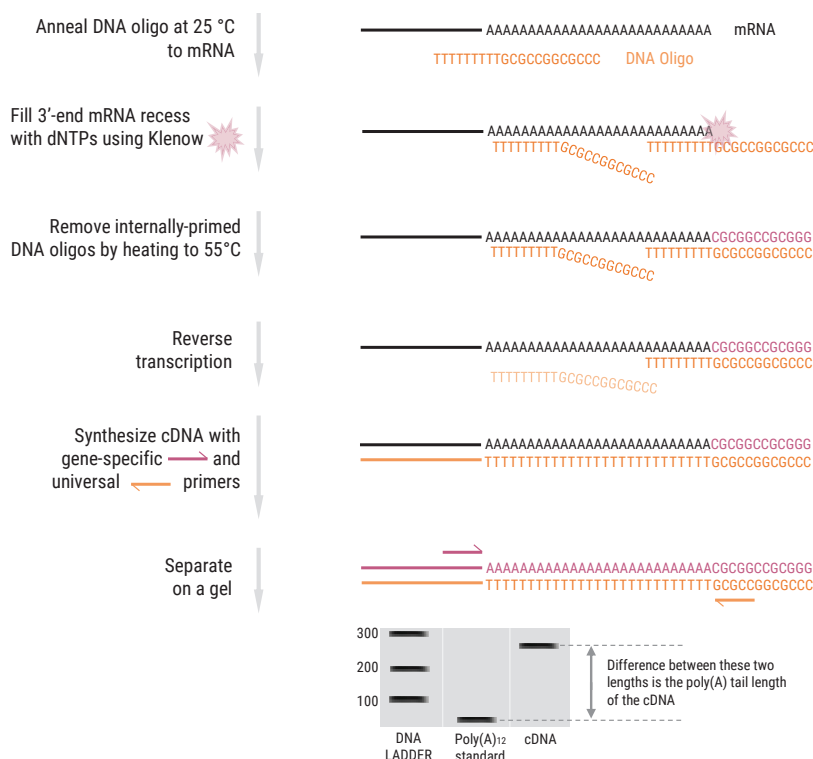 Anneal DNA oligo at 25 °C
to mRNA
AAAAAAAAAAAAAAAAAAAAAAAAAAA mRNA
TTTTTTTTTGCGCCGGCGCCC DNA Oligo
Fill 3’-end mRNA recess
with dNTPs using Klenow
AAAAAAAAAAAAAAAAAAAAAAAAAAA
TTTTTTTTTGCGCCGGCGCCC TTTTTTTTTGCGCCGGCGCCC
Remove internally-primed
DNA oligos by heating to 55°C
AAAAAAAAAAAAAAAAAAAAAAAAAAACGCGGCCGCGGG
TTTTTTTTTGCGCCGGCGCCC TTTTTTTTTGCGCCGGCGCCC
Reverse
transcription
AAAAAAAAAAAAAAAAAAAAAAAAAAACGCGGCCGCGGG
TTTTTTTTTGCGCCGGCGCCC
TTTTTTTTTGCGCCGGCGCCC
Synthesize cDNA with
gene-specific and
universal primers
AAAAAAAAAAAAAAAAAAAAAAAAAAACGCGGCCGCGGG
TTTTTTTTTTTTTTTTTTTTTTTTTTTGCGCCGGCGCCC
Separate
on a gel
AAAAAAAAAAAAAAAAAAAAAAAAAAACGCGGCCGCGGG
TTTTTTTTTTTTTTTTTTTTTTTTTTTGCGCCGGCGCCC
300
200
100
Difference between these two
lengths is the poly(A) tail length
of the cDNA
DNA
LADDER
Poly(A)₁₂
standard
cDNA